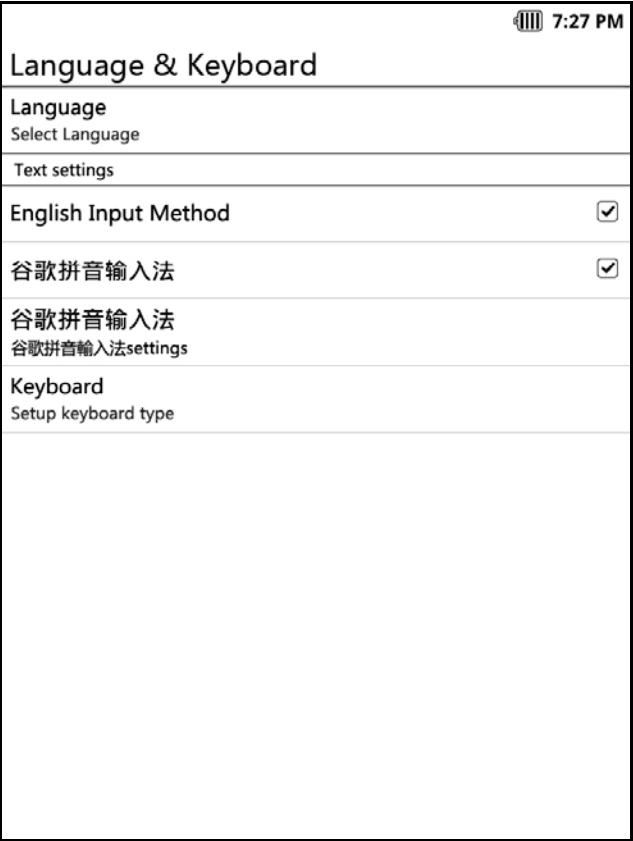 7:27 PM
Language & Keyboard
Language
Select Language
Text settings
English Input Method
谷歌拼音输入法
谷歌拼音输入法
谷歌拼音輸入法settings
Keyboard
Setup keyboard type